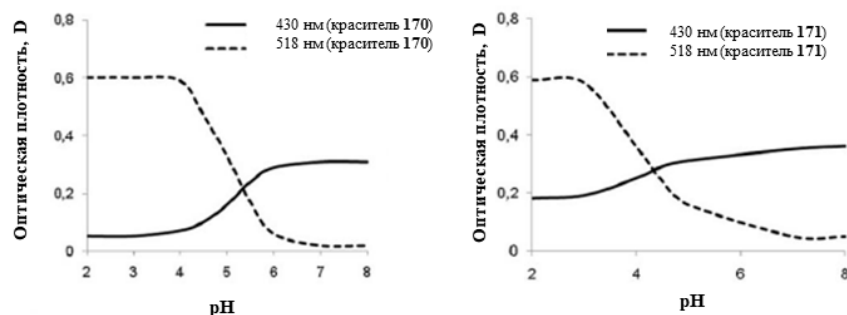 Оптическая плотность, D
0,8
0,6
0,4
0,2
0
430 нм (краситель 170)
518 нм (краситель 170)
2 3 4 5 6 7 8
pH
Оптическая плотность, D
0,8
0,6
0,4
0,2
0
430 нм (краситель 171)
518 нм (краситель 171)
2 4 6 8
pH